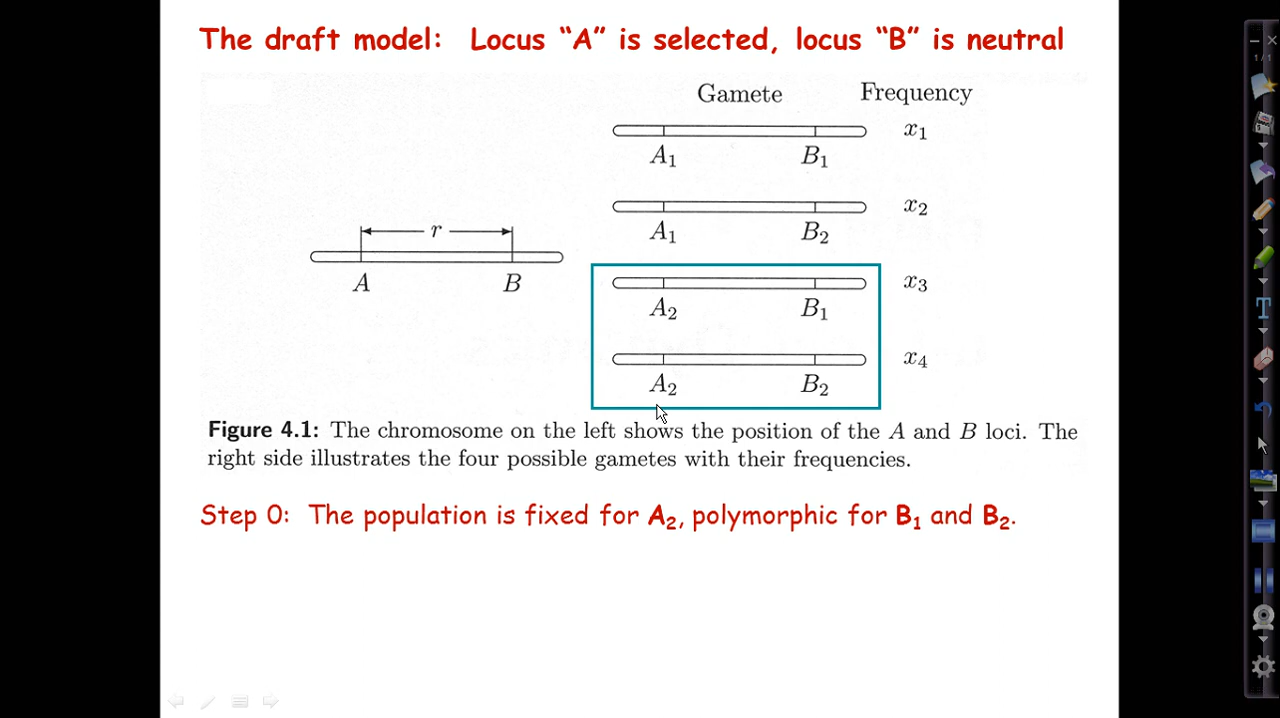 The draft model: Locus “A” is selected, locus “B” is neutral
Gamete Frequency
A₁ B₁ x₁
A₁ B₂ x₂
r
A B
A₂ B₁ x₃
A₂ B₂ x₄
Figure 4.1: The chromosome on the left shows the position of the A and B loci. The
right side illustrates the four possible gametes with their frequencies.
Step 0: The population is fixed for A₂, polymorphic for B₁ and B₂.
1/1
T